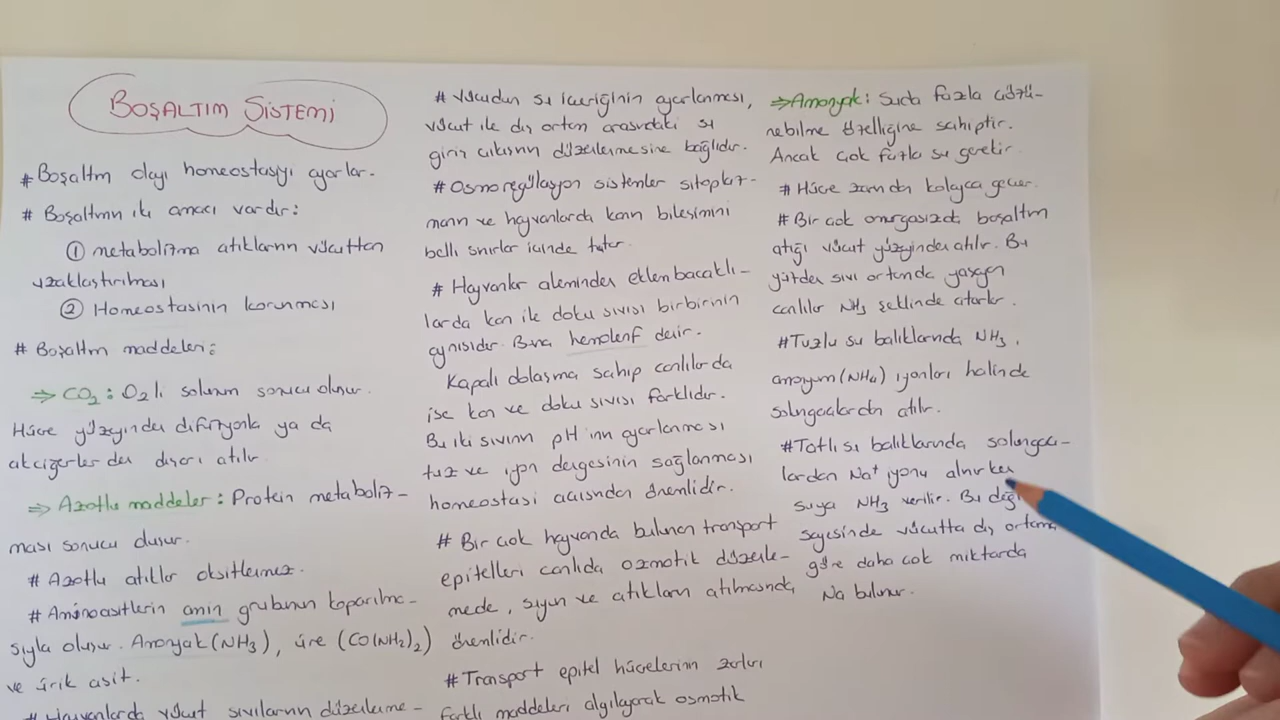 BOŞALTIM SİSTEMİ
# Boşaltım olayı homeostasiyi ayarlar.
# Boşaltımın iki amacı vardır:
① metabolizma atıklarının vücuttan
uzaklaştırılması
② Homeostasinin korunması
# Boşaltım maddeleri:
⇒ CO₂: O₂ li solunum sonucu oluşur.
Hücre yüzeyinden difüzyonla ya da
akciğerlerden dışarı atılır.
⇒ Azotlu maddeler: Protein metaboliz-
ması sonucu oluşur.
# Azotlu atıklar oksitlenmez.
# Aminoasitlerin amin grubunun koparılma-
sıyla oluşur. Amonyak (NH₃), üre (CO(NH₂)₂)
ve ürik asit.
# Hayvanlarda vücut sıvılarının düzenlenme-
# Vücudun su içeriğinin ayarlanması,
vücut ile dış ortam arasındaki su
giriş çıkışının düzenlenmesine bağlıdır.
# Osmoregülasyon sistemler sitoplaz-
manın ve hayvanlarda kanın bileşimini
belli sınırlar içinde tutar.
# Hayvanlar aleminden eklembacaklı-
larda kan ile doku sıvısı birbirinin
aynısıdır. Buna hemolenf denir.
Kapalı dolaşıma sahip canlılarda
ise kan ve doku sıvısı farklıdır.
Bu iki sıvının pH ının ayarlanması
tuz ve iyon dengesinin sağlanması
homeostasi açısından önemlidir.
# Bir çok hayvanda bulunan transport
epitelleri canlıda ozmotik düzenle-
mede, sıvının ve atıkların atılmasında
önemlidir.
# Transport epitel hücrelerinin zarları
farklı maddeleri algılayarak osmotik
⇒ Amonyak: Suda fazla çözü-
nebilme özelliğine sahiptir.
Ancak çok fazla su gerekir.
# Hücre zarından kolayca geçer.
# Bir çok omurgasızda boşaltım
atığı vücut yüzeyinden atılır. Bu
yüzden sıvı ortamda yaşayan
canlılar NH₃ şeklinde atarlar.
# Tuzlu su balıklarında NH₃,
amonyum (NH₄) iyonları halinde
solungaçlardan atılır.
# Tatlı su balıklarında solungaç-
lardan Na⁺ iyonu alınırken
suya NH₃ verilir. Bu
sayesinde vücutta dış ortama
göre daha çok miktarda
Na bulunur.